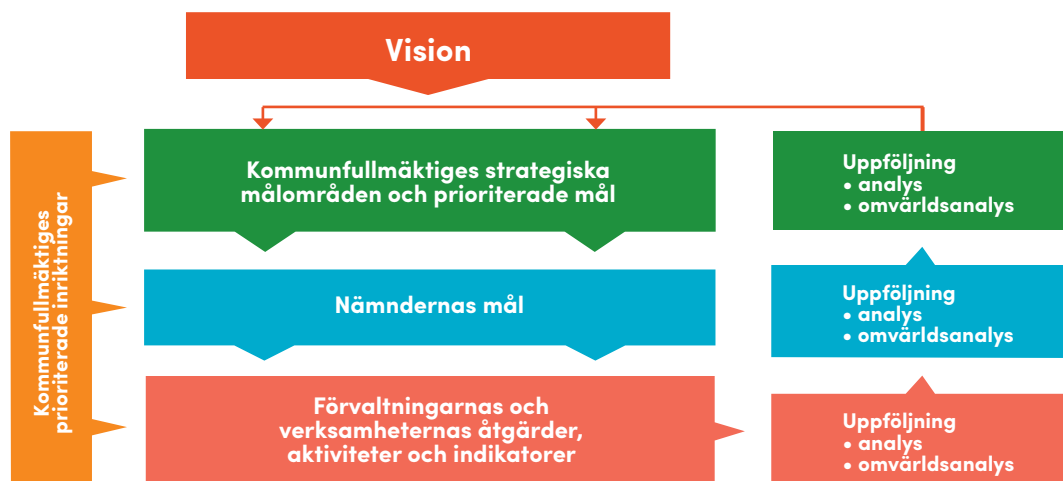 Vision
Kommunfullmäktiges
prioriterade inriktningar
Kommunfullmäktiges strategiska
målområden och prioriterade mål
Uppföljning
• analys
• omvärldsanalys
Nämndernas mål
Uppföljning
• analys
• omvärldsanalys
Förvaltningarnas och
verksamheternas åtgärder,
aktiviteter och indikatorer
Uppföljning
• analys
• omvärldsanalys